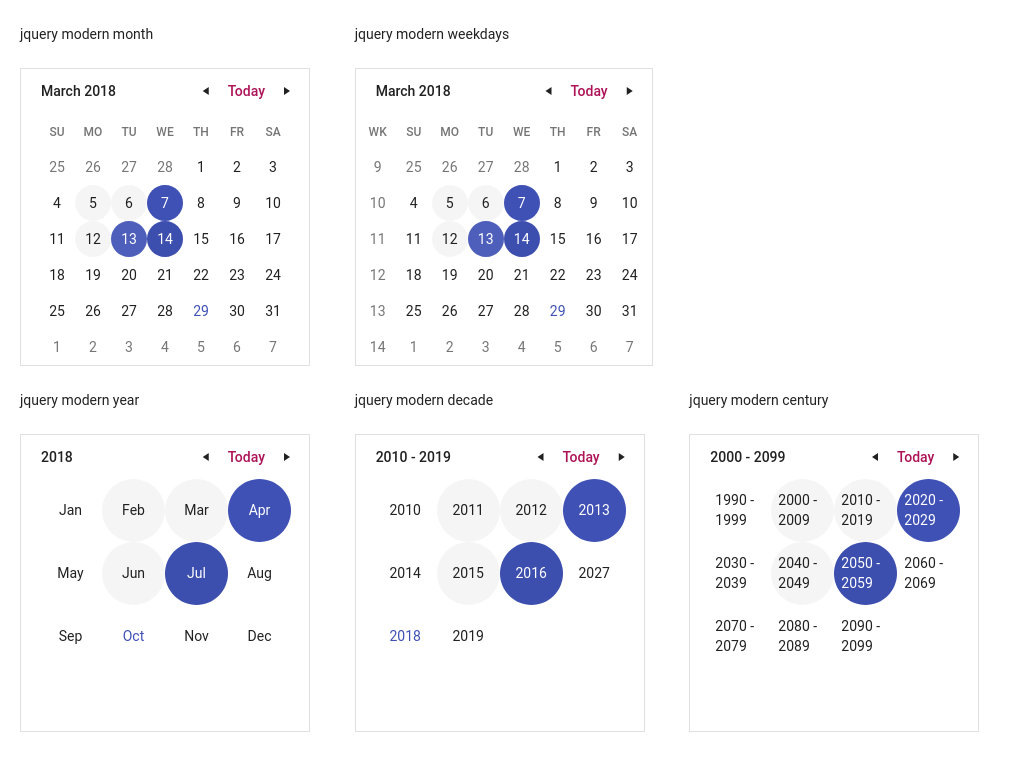 jquery modern month
jquery modern weekdays
March 2018 Today
SU MO TU WE TH FR SA
25 26 27 28 1 2 3
4 5 6 7 8 9 10
11 12 13 14 15 16 17
18 19 20 21 22 23 24
25 26 27 28 29 30 31
1 2 3 4 5 6 7
March 2018 Today
WK SU MO TU WE TH FR SA
9 25 26 27 28 1 2 3
10 4 5 6 7 8 9 10
11 11 12 13 14 15 16 17
12 18 19 20 21 22 23 24
13 25 26 27 28 29 30 31
14 1 2 3 4 5 6 7
jquery modern year
jquery modern decade
jquery modern century
2018 Today
Jan Feb Mar Apr
May Jun Jul Aug
Sep Oct Nov Dec
2010 - 2019 Today
2010 2011 2012 2013
2014 2015 2016 2027
2018 2019
2000 - 2099 Today
1990 - 2000 - 2010 - 2020 -
1999 2009 2019 2029
2030 - 2040 - 2050 - 2060 -
2039 2049 2059 2069
2070 - 2080 - 2090 -
2079 2089 2099